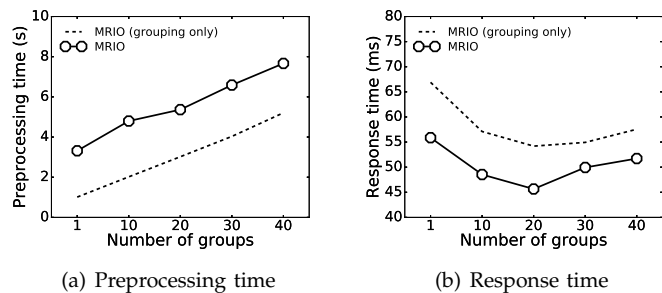 10
8
6
4
2
0
Preprocessing time (s)
MRIO (grouping only)
MRIO
1 10 20 30 40
Number of groups
(a) Preprocessing time
80
75
70
65
60
55
50
45
40
Response time (ms)
MRIO (grouping only)
MRIO
1 10 20 30 40
Number of groups
(b) Response time